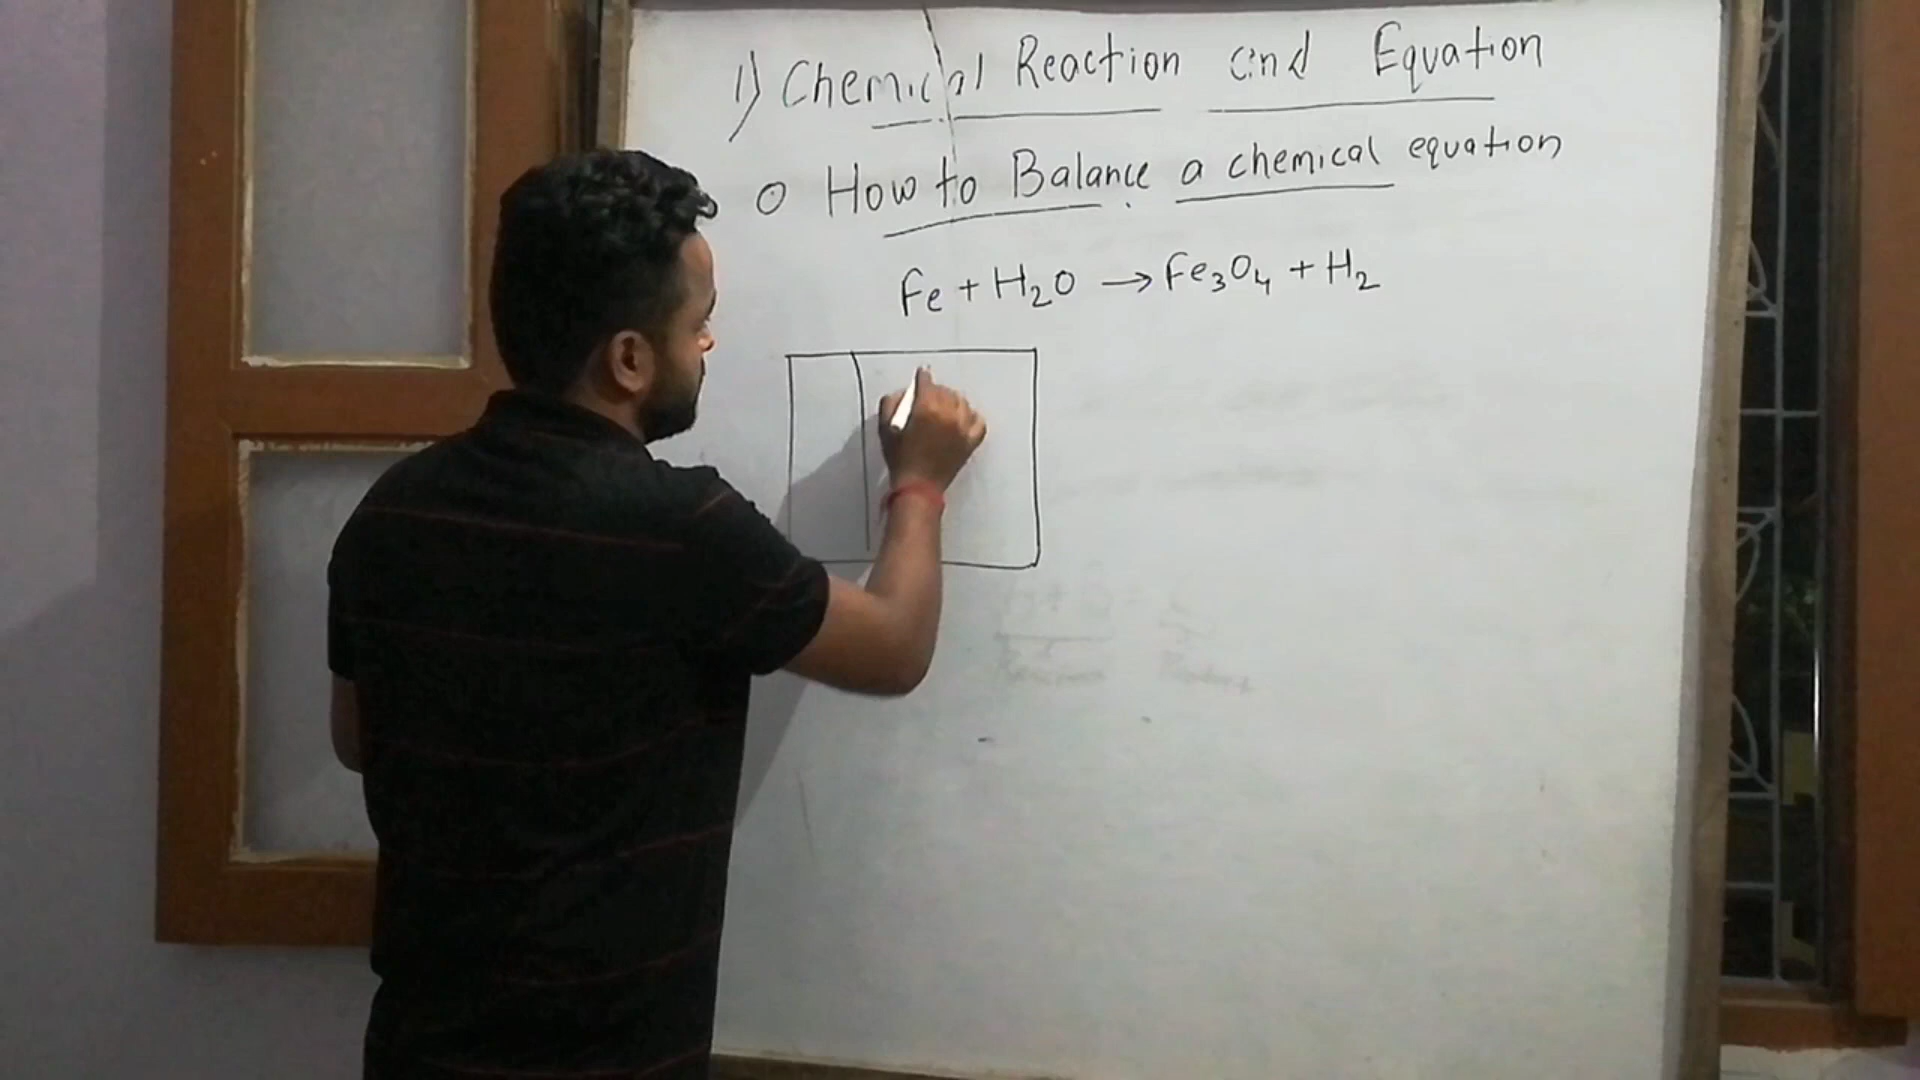 1) Chemical Reaction and Equation
o How to Balance a chemical equation
Fe + H₂O → Fe₃O₄ + H₂